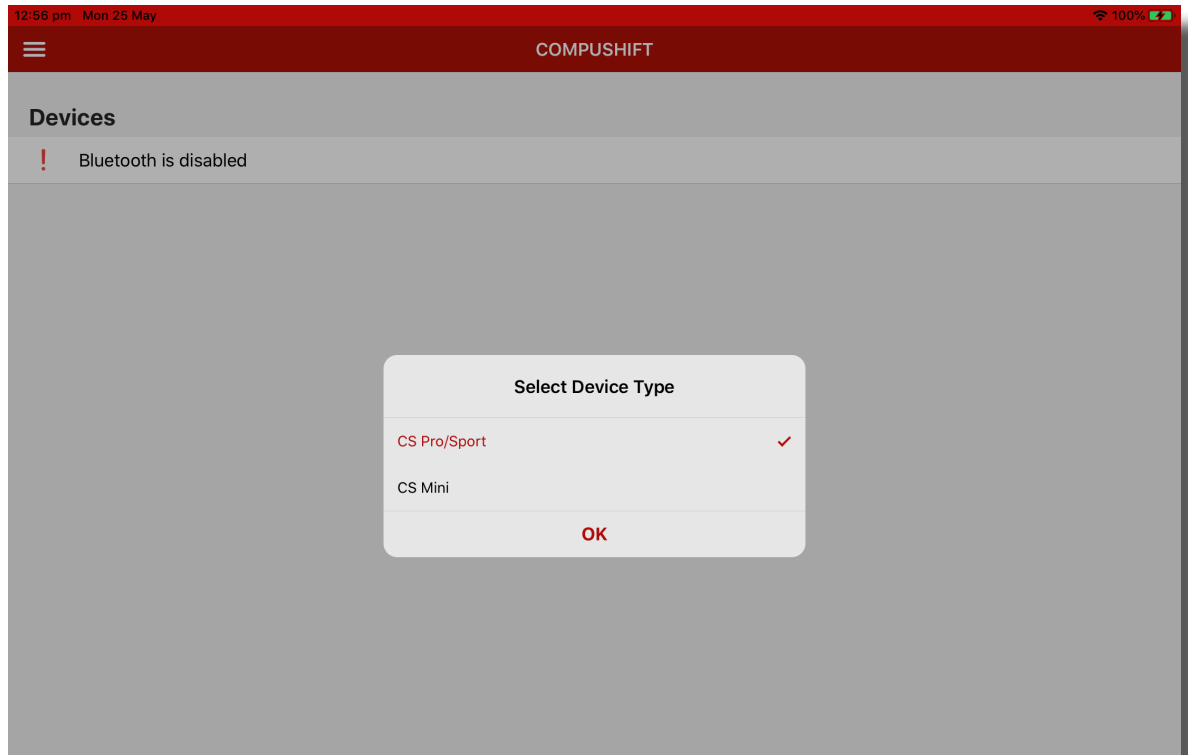 12:56 pm Mon 25 May 100%
COMPUSHIFT
Devices
Bluetooth is disabled
Select Device Type
CS Pro/Sport
CS Mini
OK